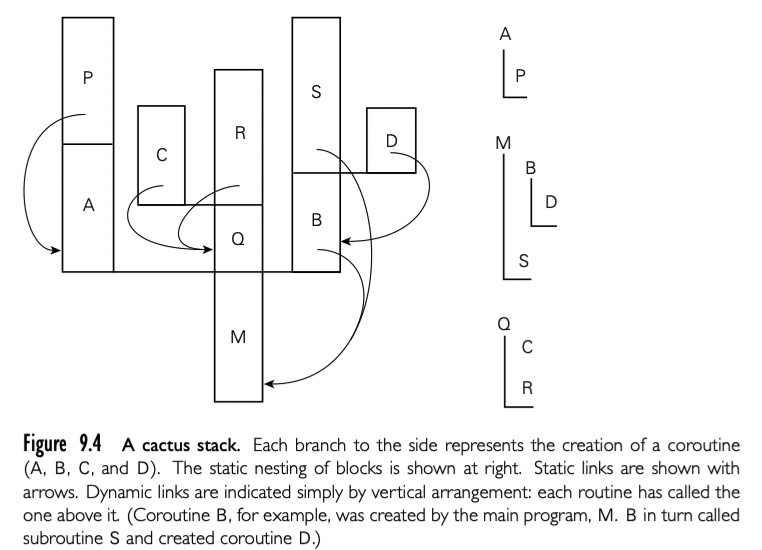 P
A
C
R
Q
M
S
B
D
A
P
M
B
D
S
Q
C
R
Figure 9.4 A cactus stack. Each branch to the side represents the creation of a coroutine
(A, B, C, and D). The static nesting of blocks is shown at right. Static links are shown with
arrows. Dynamic links are indicated simply by vertical arrangement: each routine has called the
one above it. (Coroutine B, for example, was created by the main program, M. B in turn called
subroutine S and created coroutine D.)